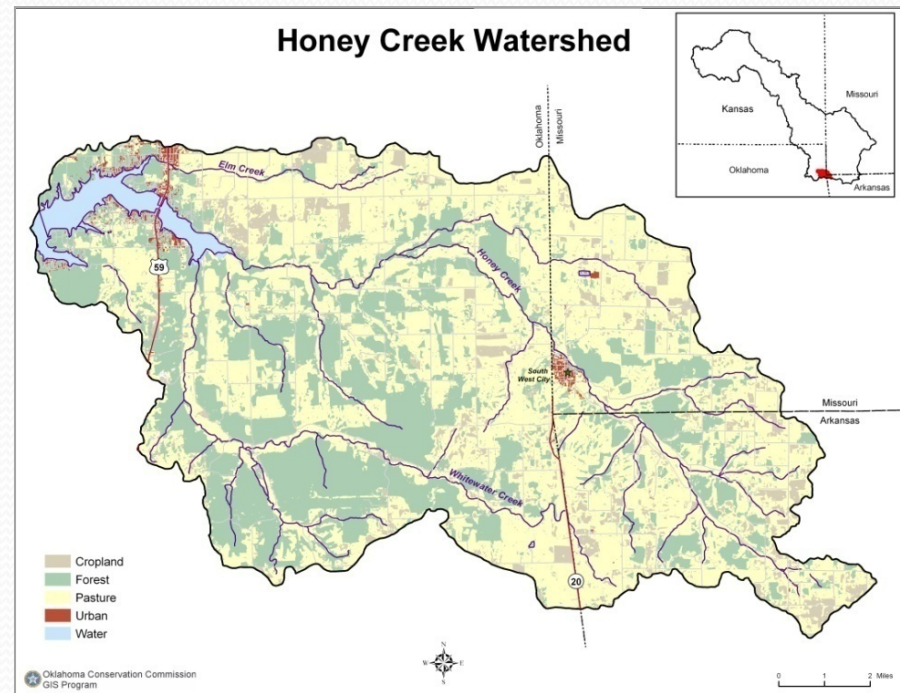 Honey Creek Watershed
Missouri
Kansas
Oklahoma
Arkansas
Oklahoma
Missouri
Elm Creek
59
Honey Creek
South
West City
Missouri
Arkansas
Whitewater Creek
20
Cropland
Forest
Pasture
Urban
Water
N
W E
S
Oklahoma Conservation Commission
GIS Program
0 1 2 Miles